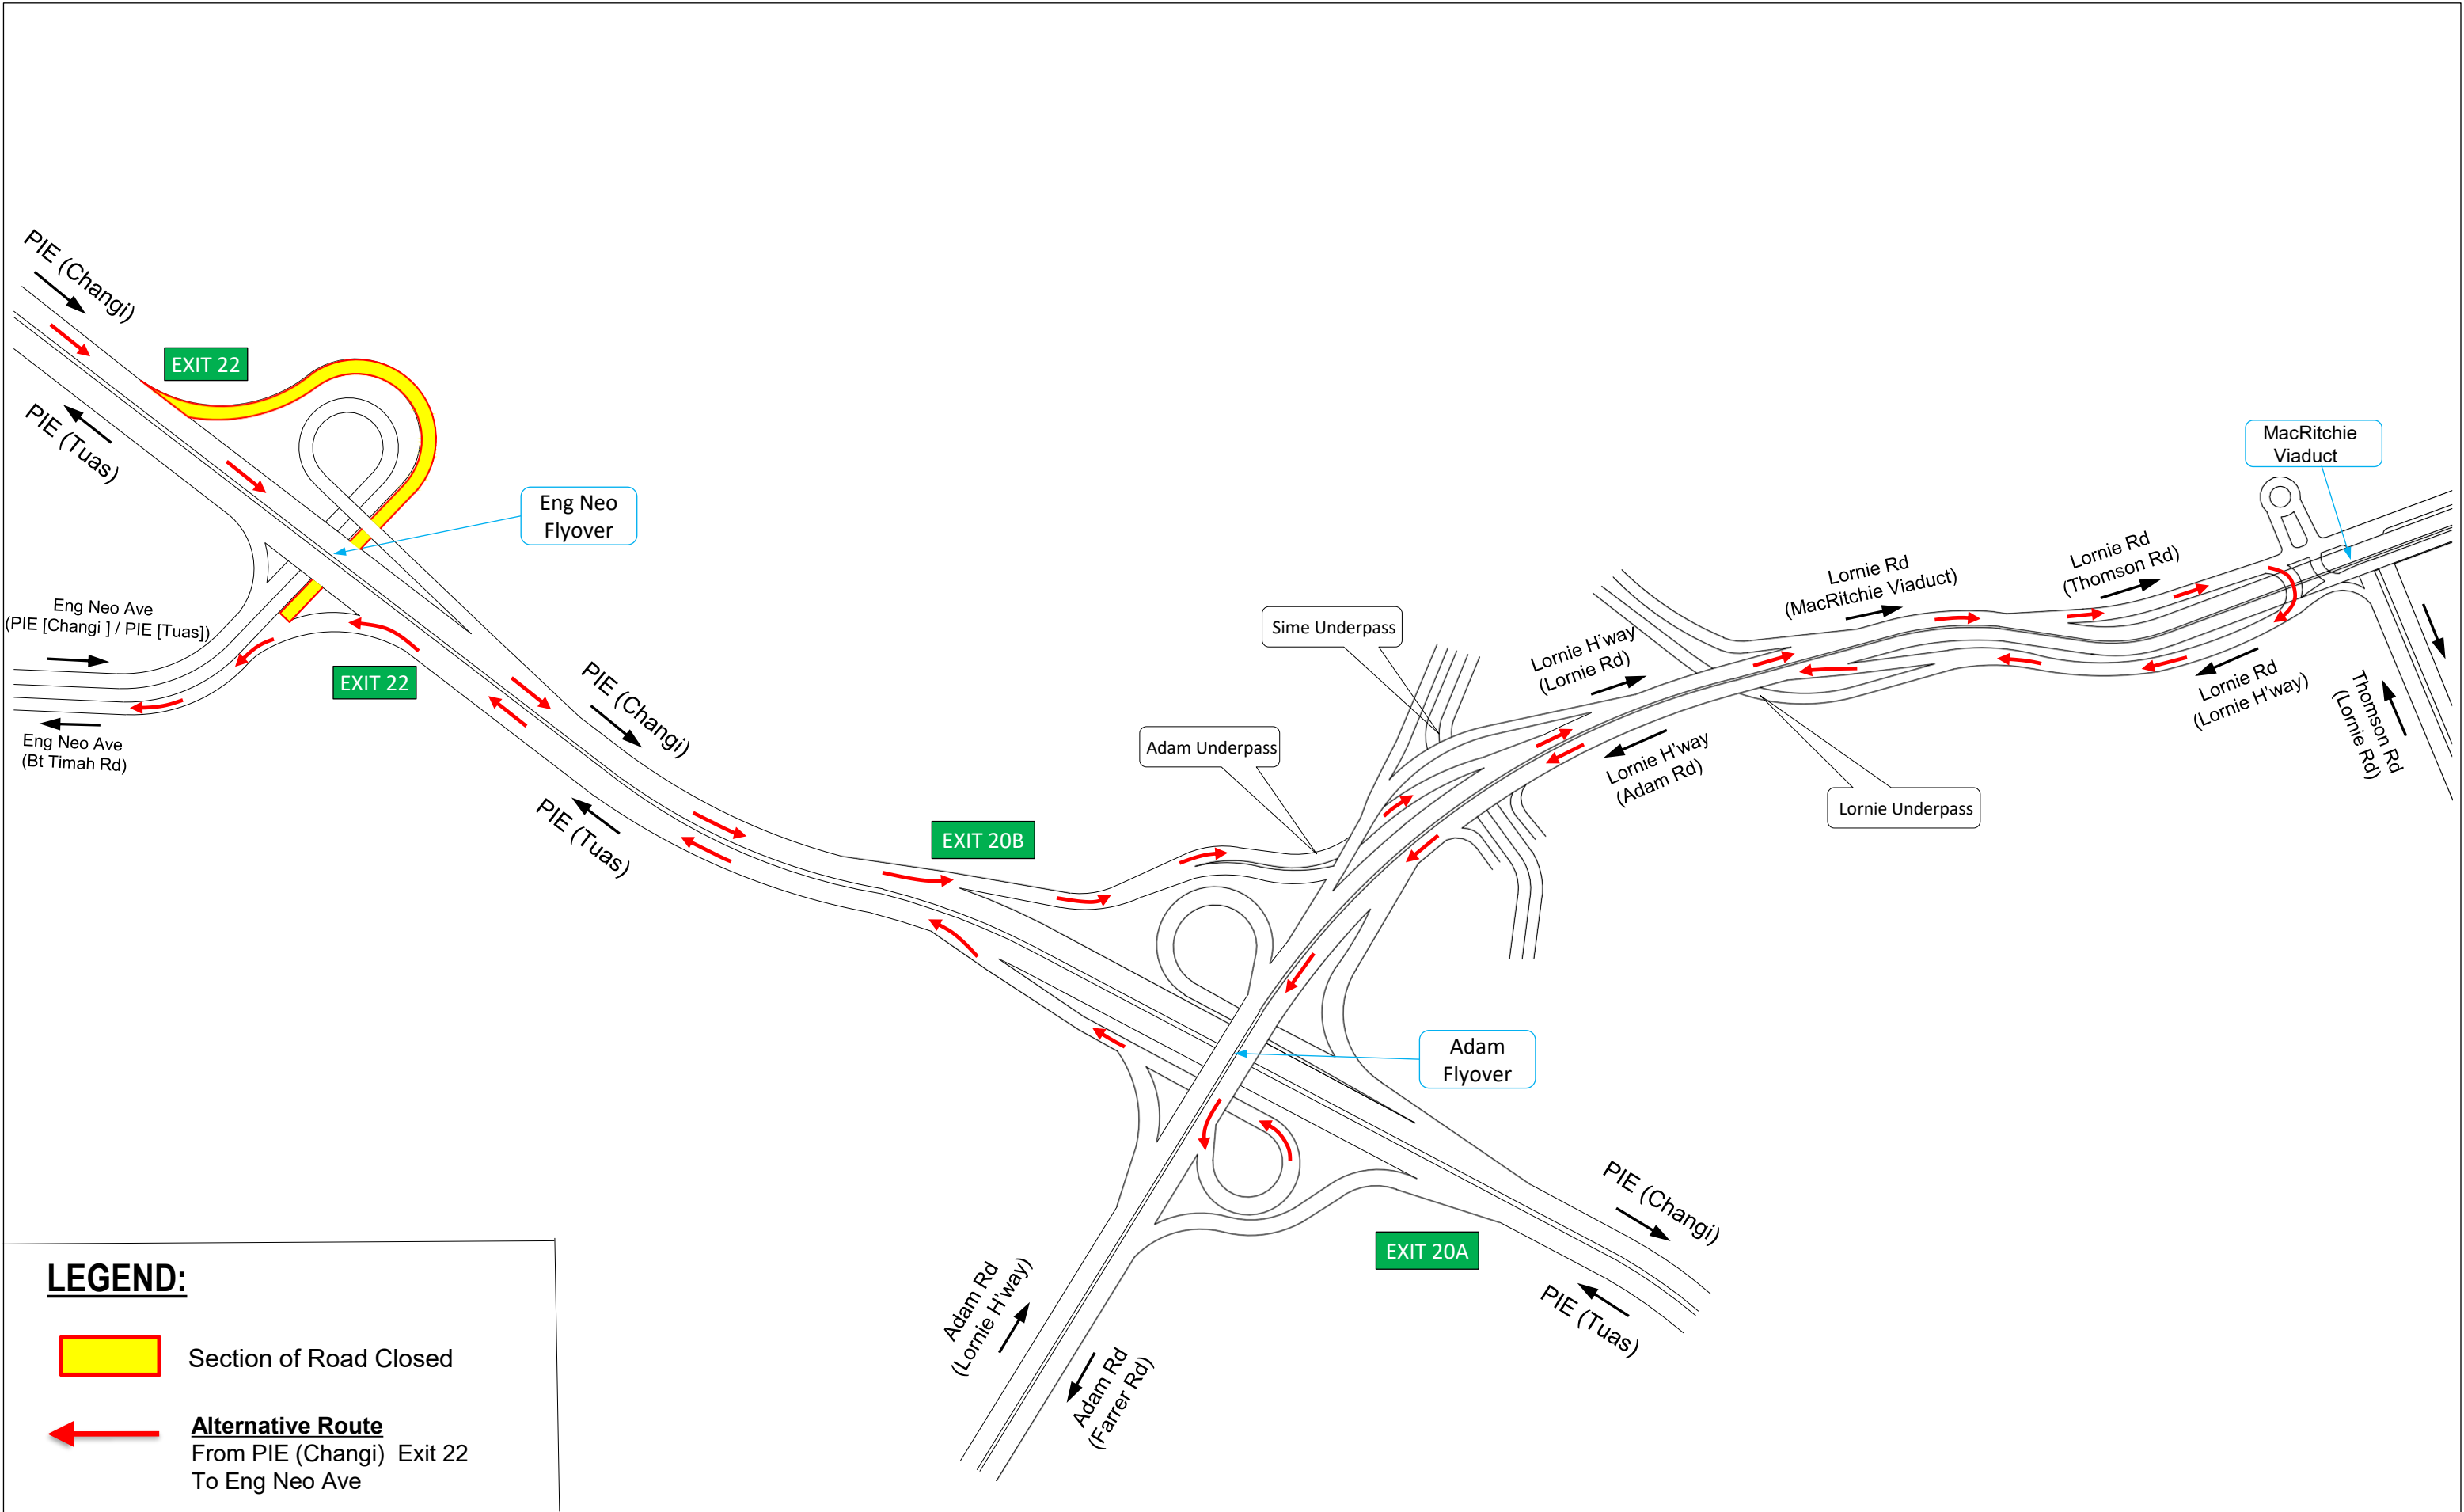 PIE (Changi)
EXIT 22
PIE (Tuas)
Eng Neo
Flyover
Eng Neo Ave
(PIE [Changi ] / PIE [Tuas])
EXIT 22
Eng Neo Ave
(Bt Timah Rd)
PIE (Changi)
PIE (Tuas)
EXIT 20B
Adam Underpass
Sime Underpass
Lornie H'way
(Lornie Rd)
Lornie H'way
(Adam Rd)
Lornie Rd
(MacRitchie Viaduct)
Lornie Rd
(Thomson Rd)
MacRitchie
Viaduct
Lornie Rd
(Lornie H'way)
Thomson Rd
(Lornie Rd)
Lornie Underpass
Adam
Flyover
PIE (Changi)
EXIT 20A
PIE (Tuas)
Adam Rd
(Lornie H'way)
Adam Rd
(Farrer Rd)
LEGEND:
Section of Road Closed
Alternative Route
From PIE (Changi) Exit 22
To Eng Neo Ave